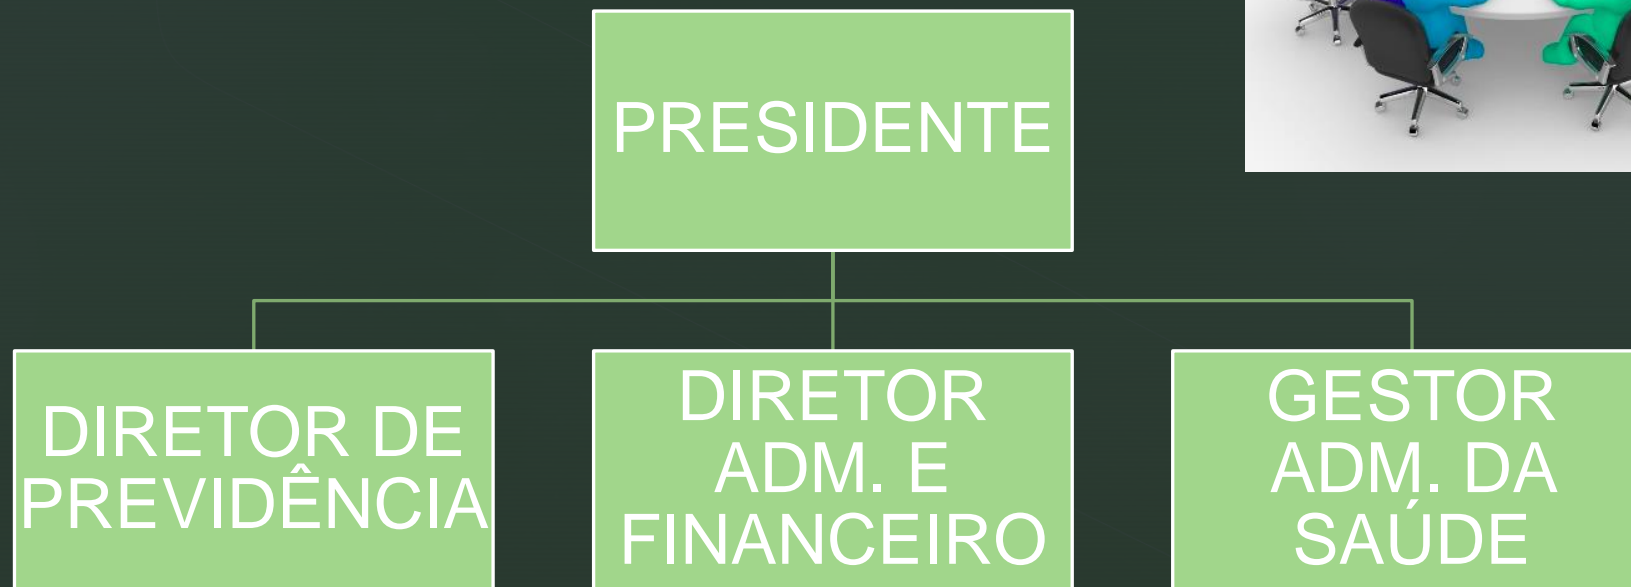 PRESIDENTE
DIRETOR DE
PREVIDÊNCIA
DIRETOR
ADM. E
FINANCEIRO
GESTOR
ADM. DA
SAÚDE